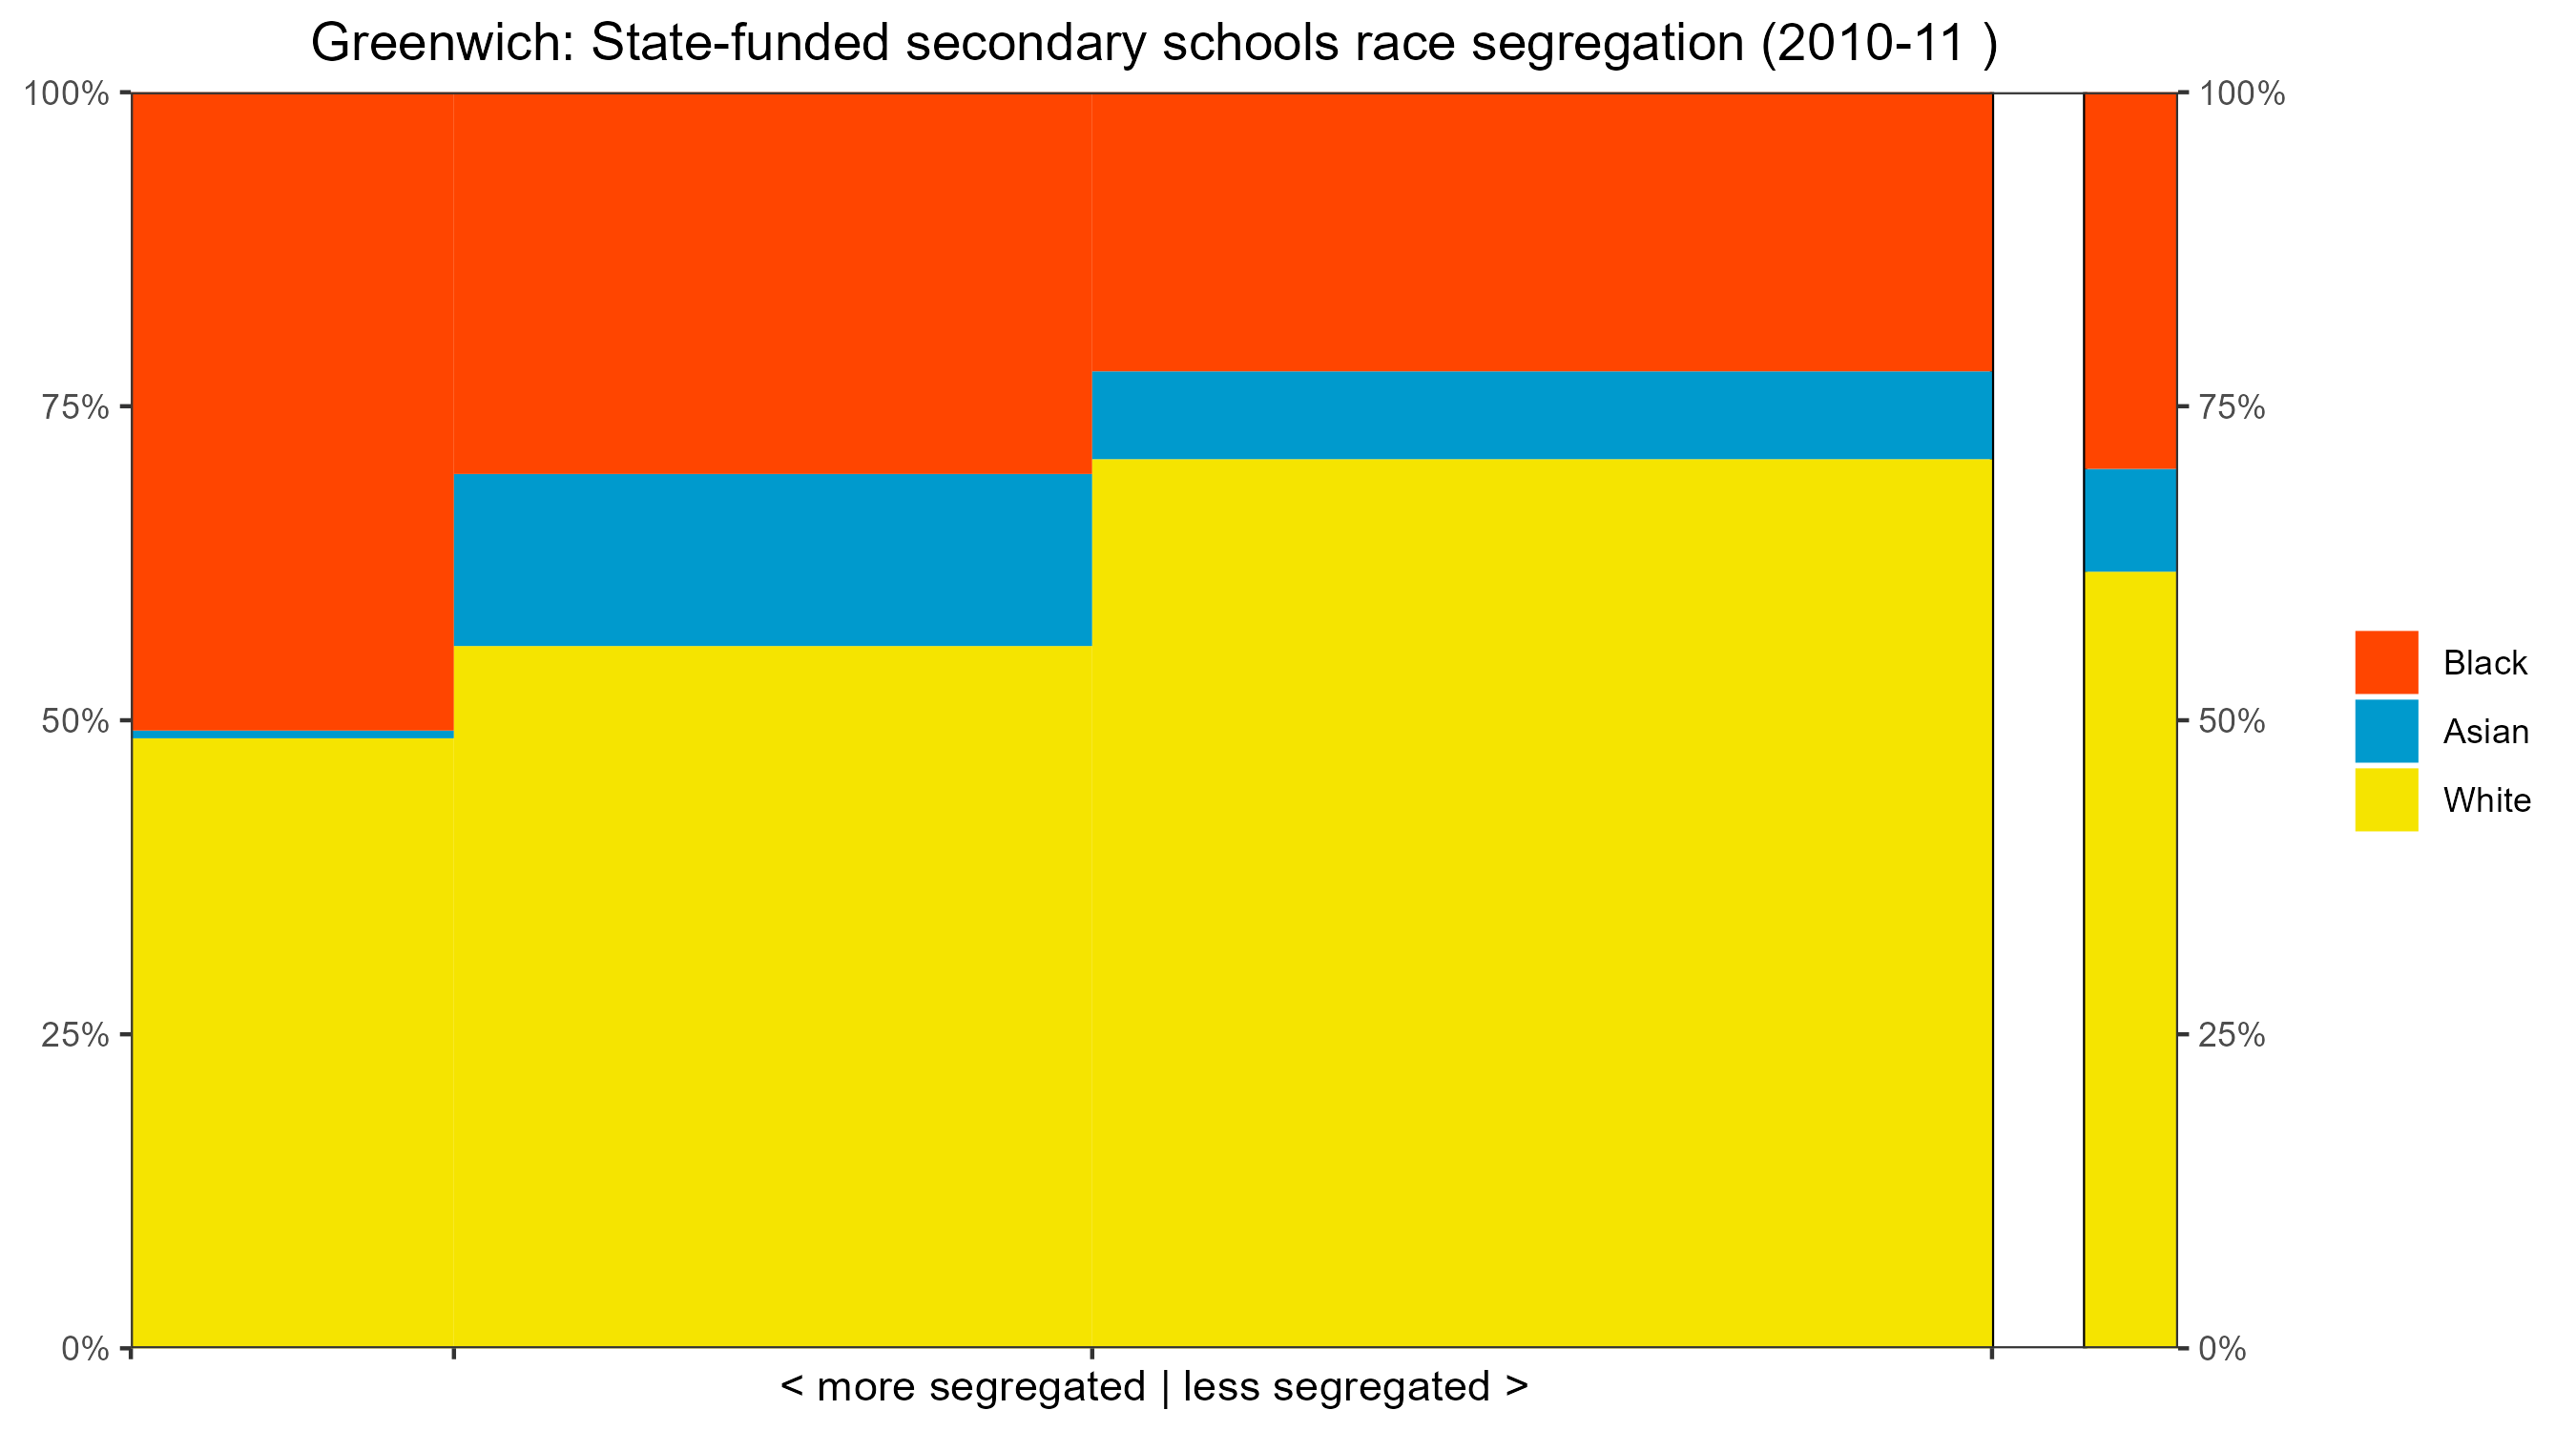 Greenwich: State-funded secondary schools race segregation (2010-11 )
100%
75%
50%
25%
0%
100%
75%
50%
25%
0%
< more segregated | less segregated >
Black
Asian
White